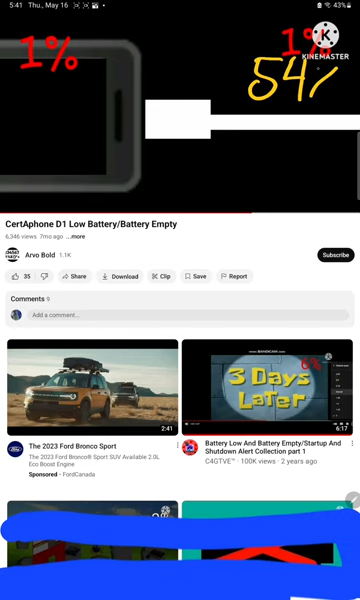 5:41 Thu., May 16
43%
1%
1%
K
KINEMASTER
54%
CertAphone D1 Low Battery/Battery Empty
6,346 views 7mo ago ...more
Arvo Bold 1.1K
Subscribe
35
Share
Download
Clip
Save
Report
Comments 9
Add a comment...
2:41
6%
3 Days
Later
6:17
The 2023 Ford Bronco Sport
The 2023 Ford Bronco® Sport SUV Available 2.0L
Eco Boost Engine
Sponsored · FordCanada
Battery Low And Battery Empty/Startup And
Shutdown Alert Collection part 1
C4GTVE™ · 100K views · 2 years ago